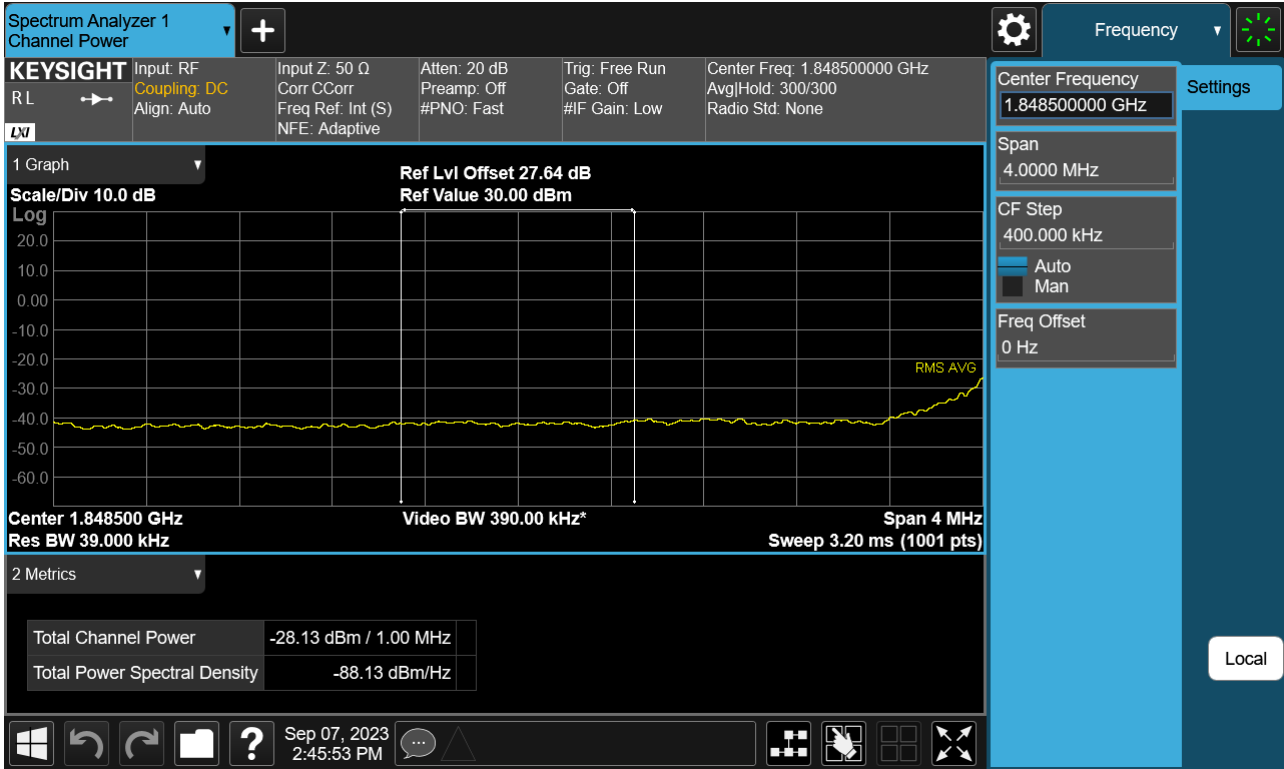 Spectrum Analyzer 1
Channel Power
Frequency
KEYSIGHT
R L
LXI
Input: RF
Coupling: DC
Align: Auto
Input Z: 50 Ω
Corr CCorr
Freq Ref: Int (S)
NFE: Adaptive
Atten: 20 dB
Preamp: Off
#PNO: Fast
Trig: Free Run
Gate: Off
#IF Gain: Low
Center Freq: 1.848500000 GHz
Avg|Hold: 300/300
Radio Std: None
Center Frequency
1.848500000 GHz
Settings
Span
4.0000 MHz
CF Step
400.000 kHz
Auto
Man
Freq Offset
0 Hz
1 Graph
Ref Lvl Offset 27.64 dB
Scale/Div 10.0 dB
Ref Value 30.00 dBm
Log
20.0
10.0
0.00
-10.0
-20.0
RMS AVG
-30.0
-40.0
-50.0
-60.0
Center 1.848500 GHz
Video BW 390.00 kHz*
Span 4 MHz
Res BW 39.000 kHz
Sweep 3.20 ms (1001 pts)
2 Metrics
Total Channel Power
-28.13 dBm / 1.00 MHz
Total Power Spectral Density
-88.13 dBm/Hz
Local
?
Sep 07, 2023
2:45:53 PM